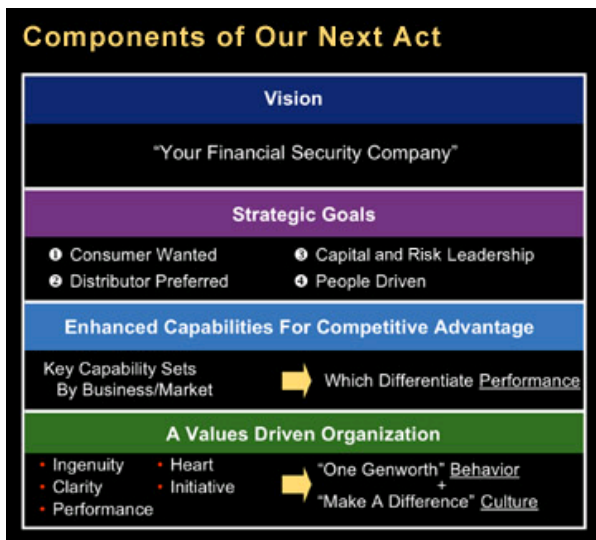 Components of Our Next Act
Vision
“Your Financial Security Company”
Strategic Goals
❶ Consumer Wanted
❷ Distributor Preferred
❸ Capital and Risk Leadership
❹ People Driven
Enhanced Capabilities For Competitive Advantage
Key Capability Sets
By Business/Market
Which Differentiate Performance
A Values Driven Organization
• Ingenuity
• Clarity
• Performance
• Heart
• Initiative
“One Genworth” Behavior
+
“Make A Difference” Culture